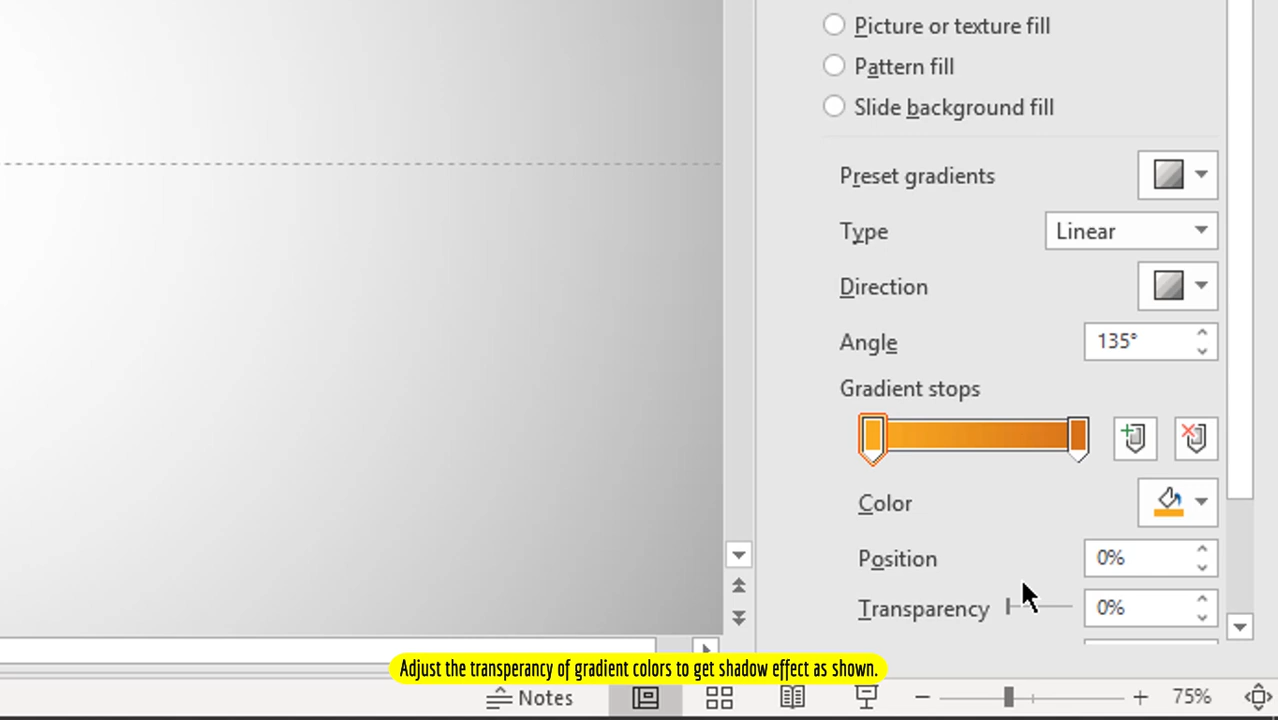 Picture or texture fill
Pattern fill
Slide background fill
Preset gradients
Type
Linear
Direction
Angle
135°
Gradient stops
Color
Position
0%
Transparency
0%
Adjust the transperancy of gradient colors to get shadow effect as shown.
Notes
75%